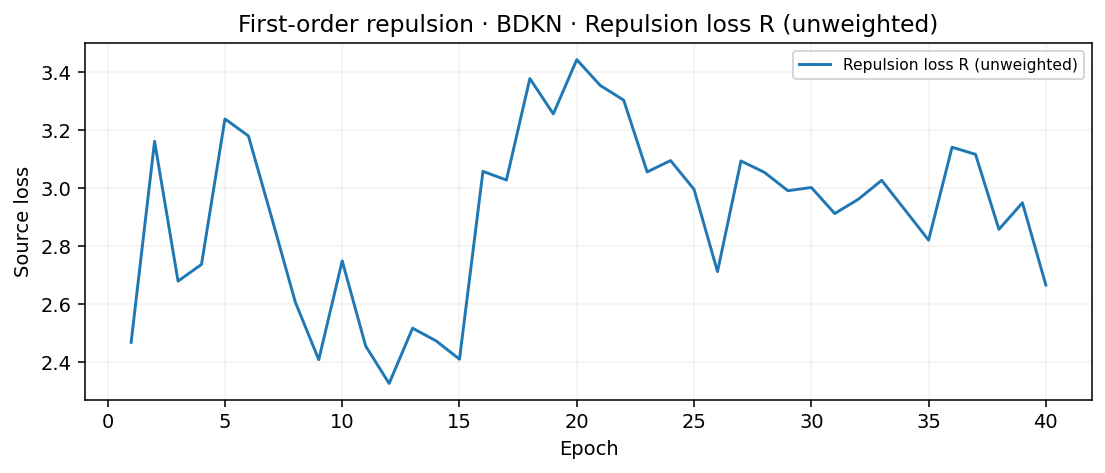 First-order repulsion · BDKN · Repulsion loss R (unweighted)
Repulsion loss R (unweighted)
Source loss
3.4
3.2
3.0
2.8
2.6
2.4
0 5 10 15 20 25 30 35 40
Epoch